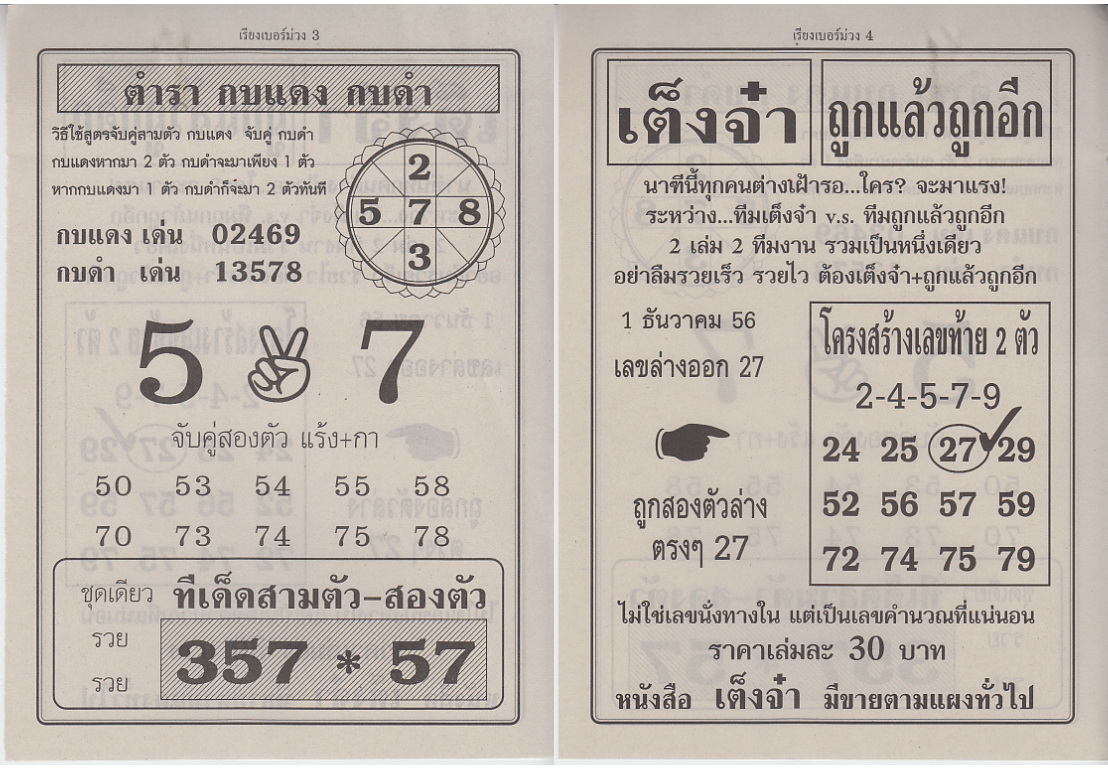 เรียงเบอร์ม่วง 3
ตำรา กบแดง กบดำ
วิธีใช้สูตรจับคู่สามตัว กบแดง จับคู่ กบดำ
กบแดงหากมา 2 ตัว กบดำจะมาเพียง 1 ตัว
หากกบแดงมา 1 ตัว กบดำก็จะมา 2 ตัวทันที
กบแดง เด่น 02469
กบดำ เด่น 13578
2
5 7 8
3
5 7
จับคู่สองตัว แร้ง+กา
50 53 54 55 58
70 73 74 75 78
ชุดเดียว ทีเด็ดสามตัว-สองตัว
รวย
357 * 57
รวย
เรียงเบอร์ม่วง 4
เต็งจ๋า
ถูกแล้วถูกอีก
นาทีนี้ทุกคนต่างเฝ้ารอ...ใคร? จะมาแรง!
ระหว่าง...ทีมเต็งจ๋า v.s. ทีมถูกแล้วถูกอีก
2 เล่ม 2 ทีมงาน รวมเป็นหนึ่งเดียว
อย่าลืมรวยเร็ว รวยไว ต้องเต็งจ๋า+ถูกแล้วถูกอีก
1 ธันวาคม 56
เลขล่างออก 27
ถูกสองตัวล่าง
ตรงๆ 27
โครงสร้างเลขท้าย 2 ตัว
2-4-5-7-9
24 25 27 29
52 56 57 59
72 74 75 79
ไม่ใช่เลขนั่งทางใน แต่เป็นเลขคำนวณที่แน่นอน
ราคาเล่มละ 30 บาท
หนังสือ เต็งจ๋า มีขายตามแผงทั่วไป